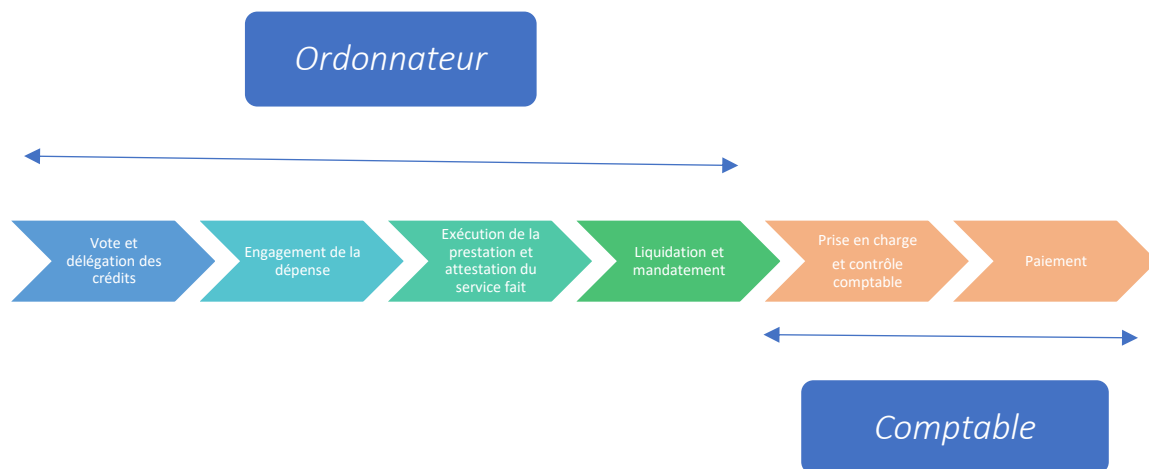 Ordonnateur
Vote et
délégation des
crédits
Engagement de la
dépense
Exécution de la
prestation et
attestation du
service fait
Liquidation et
mandatement
Prise en charge
et contrôle
comptable
Paiement
Comptable